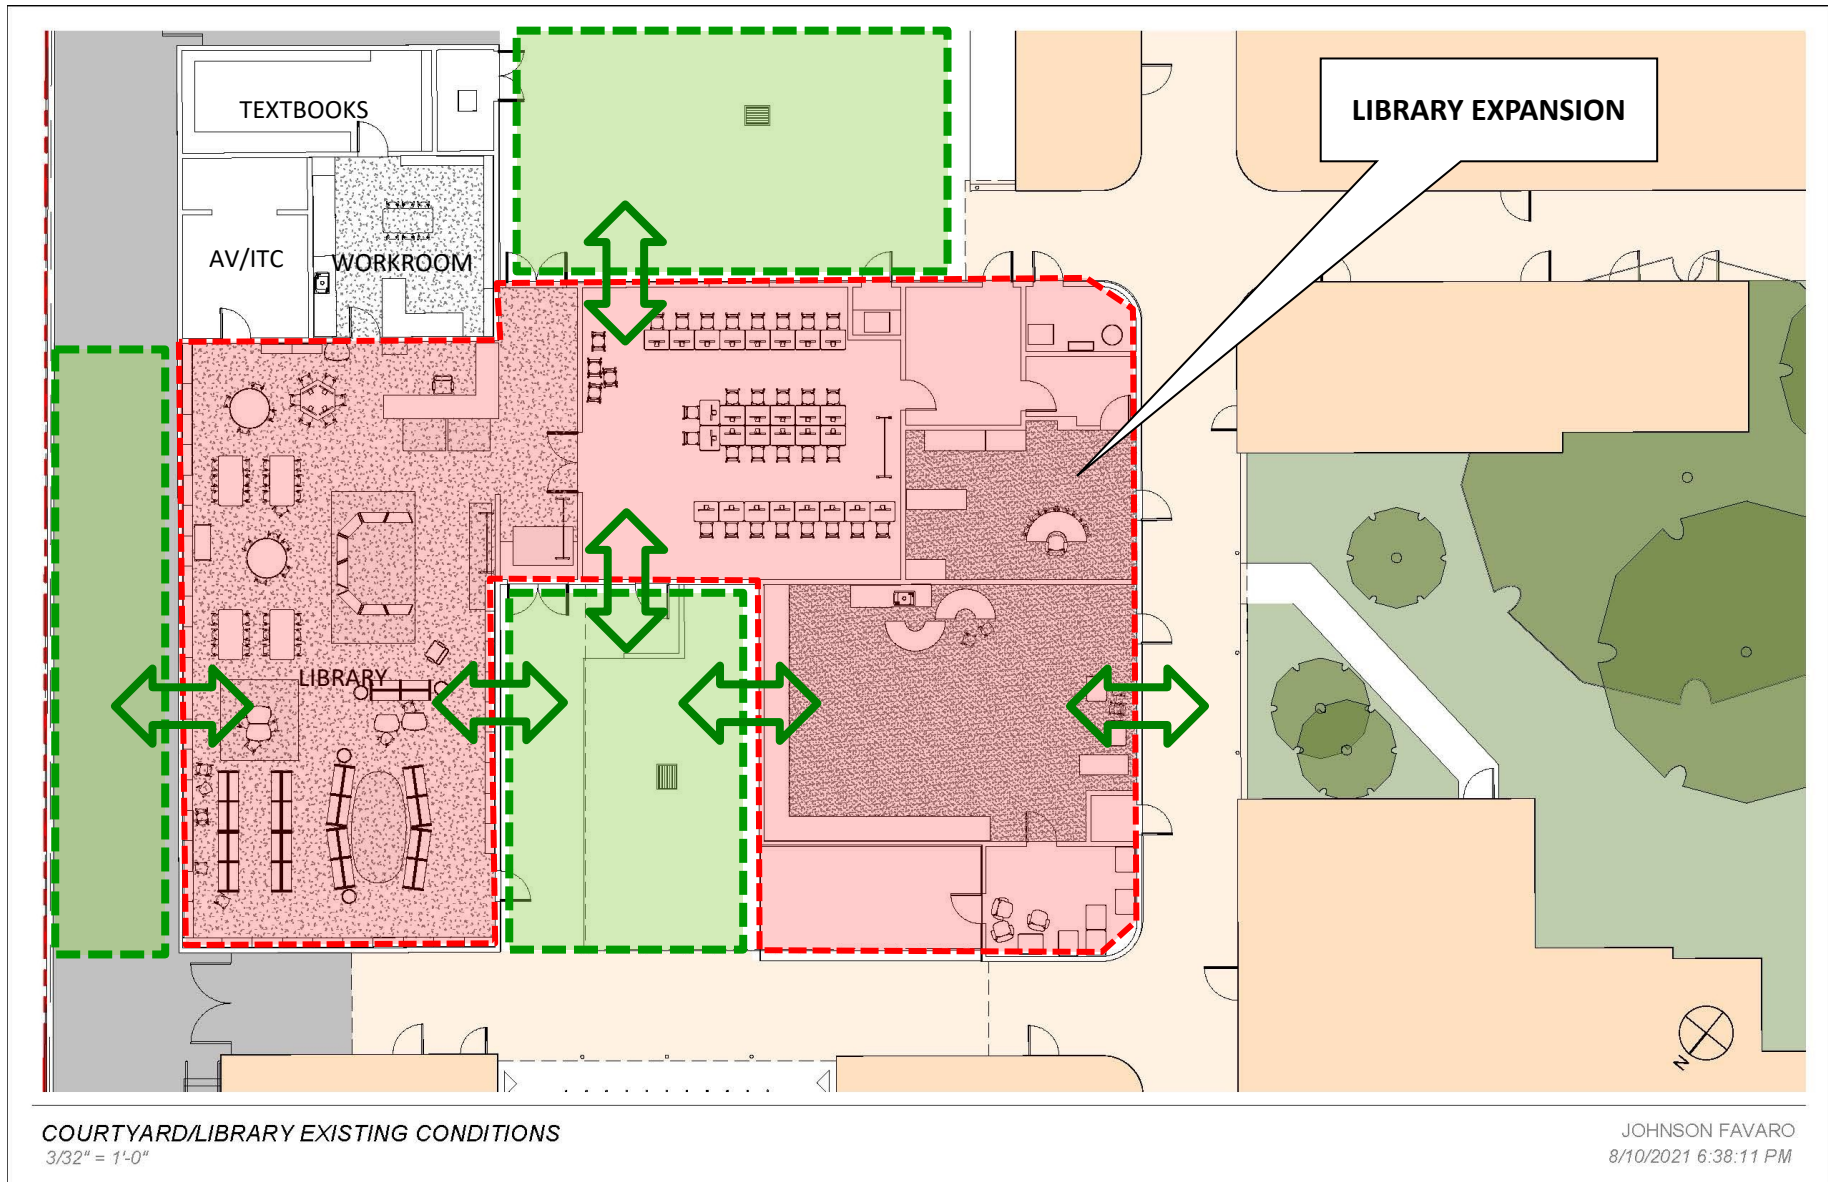 TEXTBOOKS
LIBRARY EXPANSION
AV/ITC
WORKROOM
LIBRARY
N
COURTYARD/LIBRARY EXISTING CONDITIONS
3/32" = 1'-0"
JOHNSON FAVARO
8/10/2021 6:38:11 PM